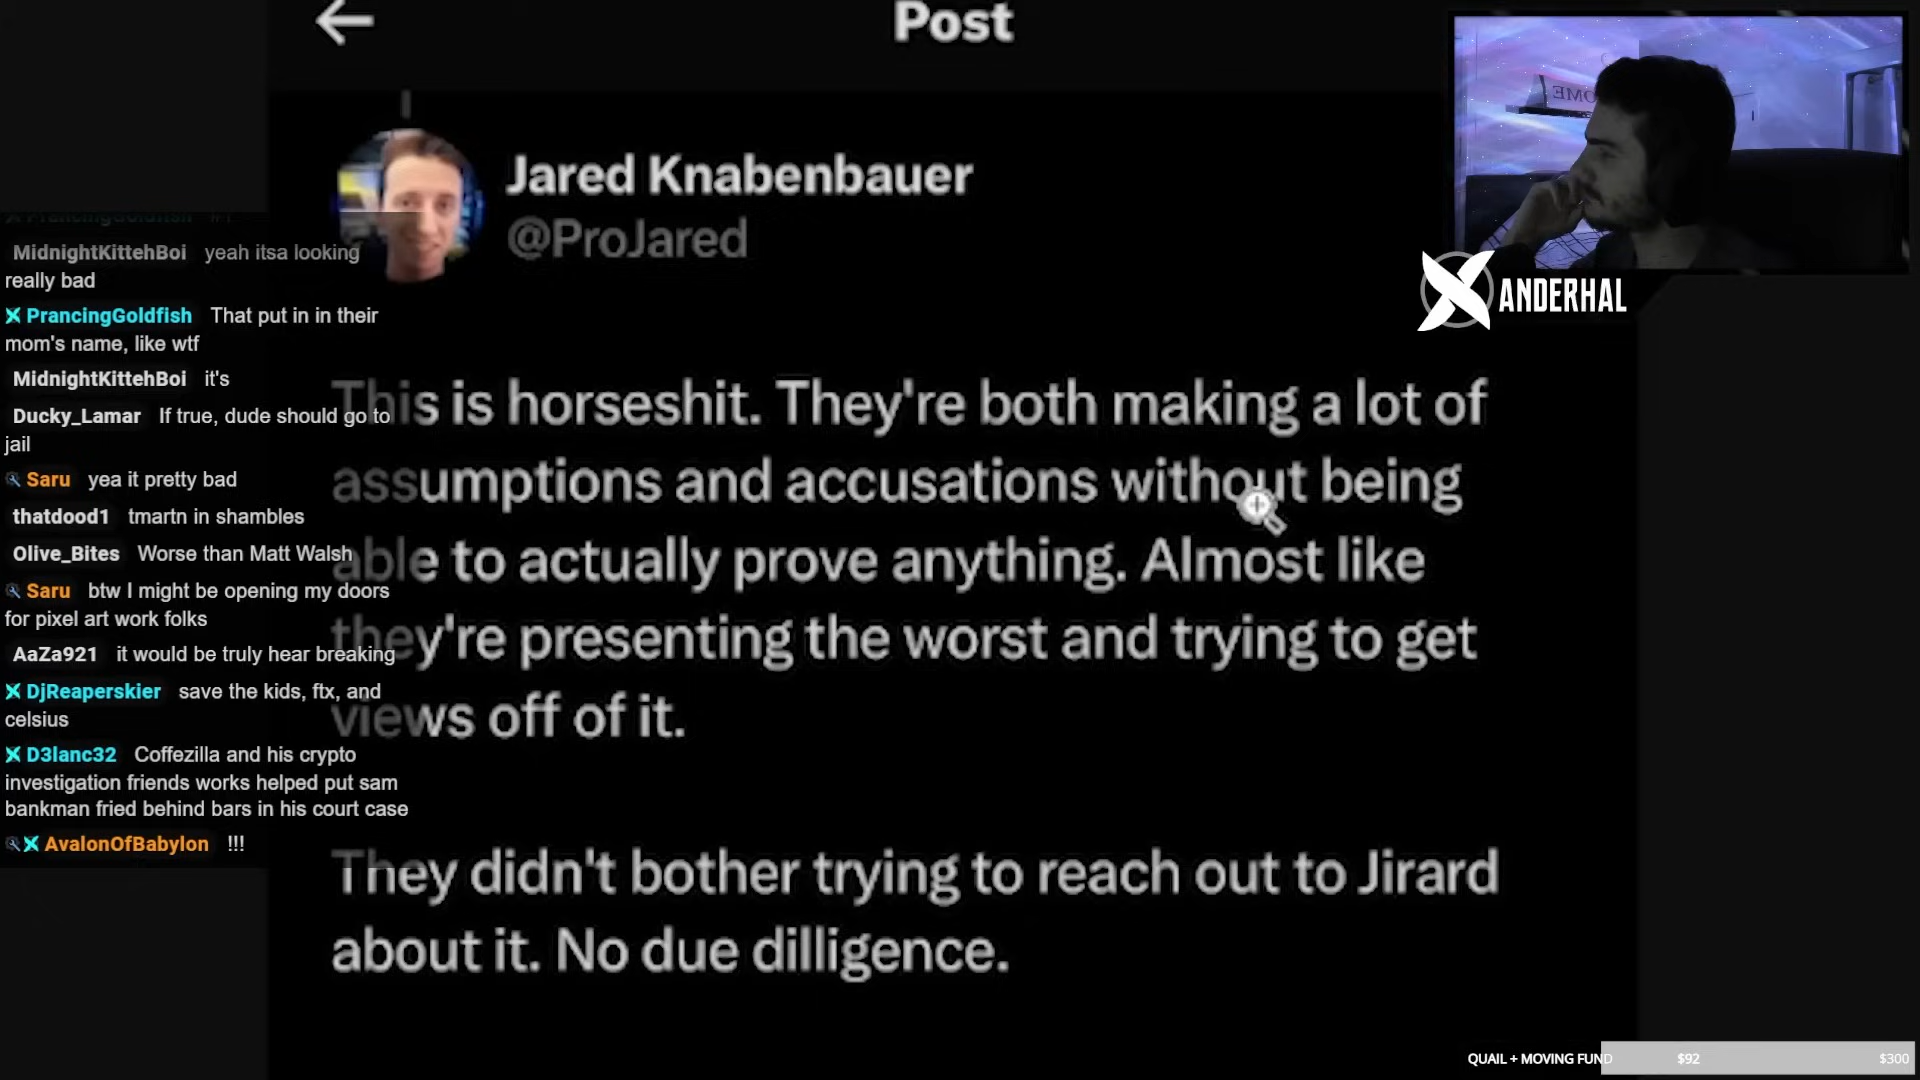 Post
Jared Knabenbauer
@ProJared
This is horseshit. They're both making a lot of
assumptions and accusations without being
able to actually prove anything. Almost like
they're presenting the worst and trying to get
views off of it.
They didn't bother trying to reach out to Jirard
about it. No due dilligence.
PrancingGoldfish
MidnightKittehBoi yeah itsa looking
really bad
PrancingGoldfish That put in in their
mom's name, like wtf
MidnightKittehBoi it's
Ducky_Lamar If true, dude should go to
jail
Saru yea it pretty bad
thatdood1 tmartn in shambles
Olive_Bites Worse than Matt Walsh
Saru btw I might be opening my doors
for pixel art work folks
AaZa921 it would be truly hear breaking
DjReaperskier save the kids, ftx, and
celsius
D3lanc32 Coffezilla and his crypto
investigation friends works helped put sam
bankman fried behind bars in his court case
AvalonOfBabylon !!!
XANDERHAL
QUAIL + MOVING FUND $92 $300